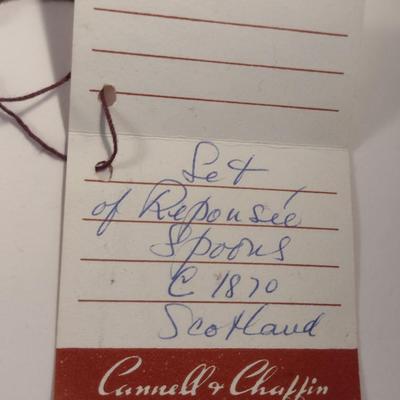 Set
of Repousée
Spoons
C 1870
Scotland
Cannell & Chaffin